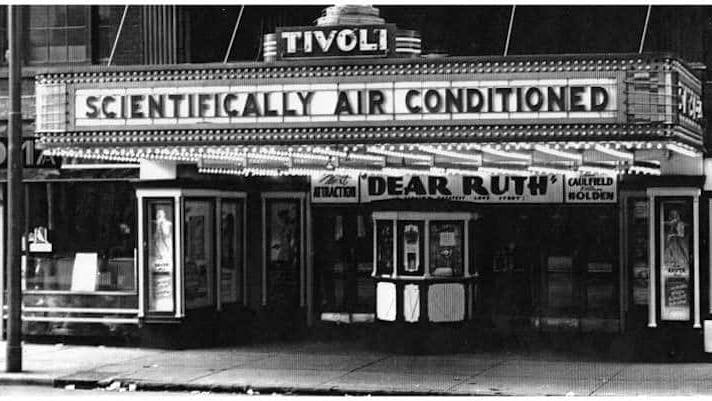 TIVOLI
SCIENTIFICALLY AIR CONDITIONED
Next
ATTRACTION
"DEAR RUTH"
CAULFIELD
HOLDEN